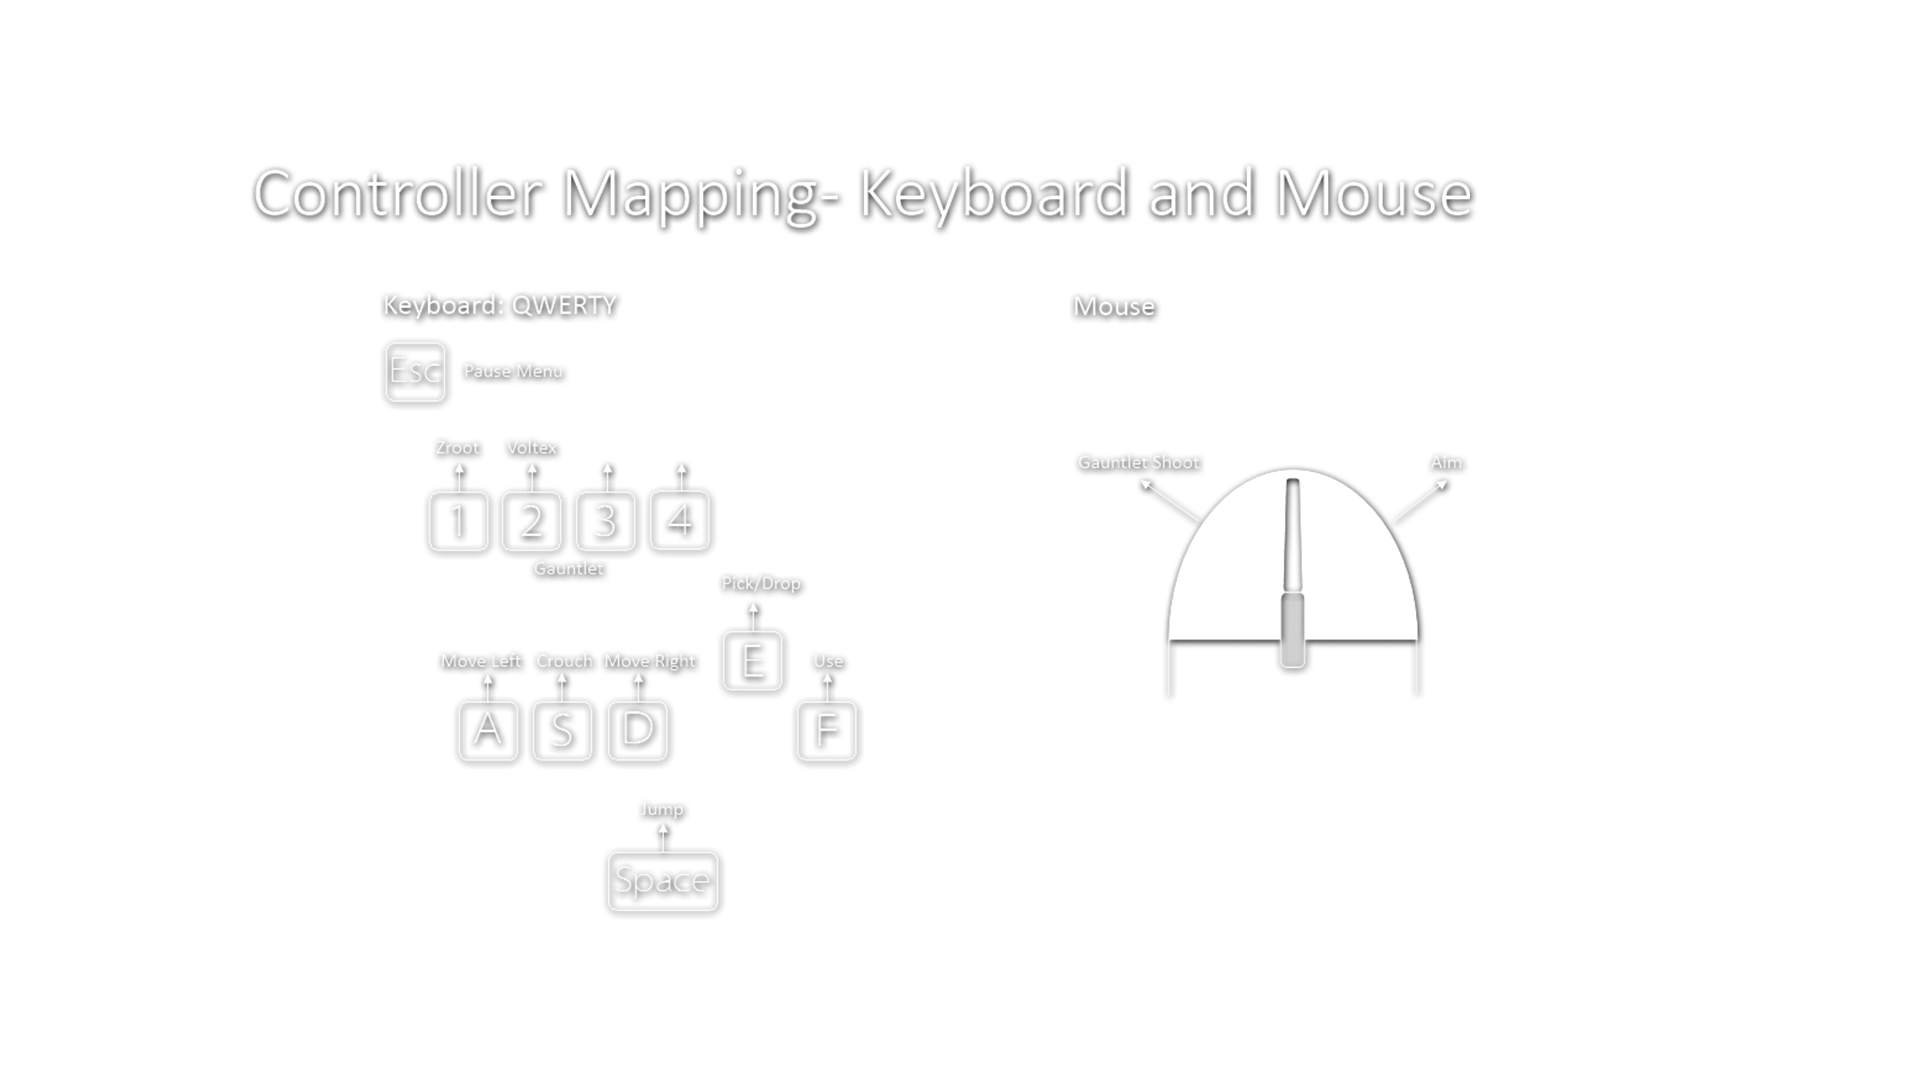 Controller Mapping- Keyboard and Mouse
Keyboard: QWERTY
Esc Pause Menu
Zroot Voltex
1 2 3 4
Gauntlet
Pick/Drop
E
Move Left Crouch Move Right Use
A S D F
Jump
Space
Mouse
Gauntlet Shoot Aim